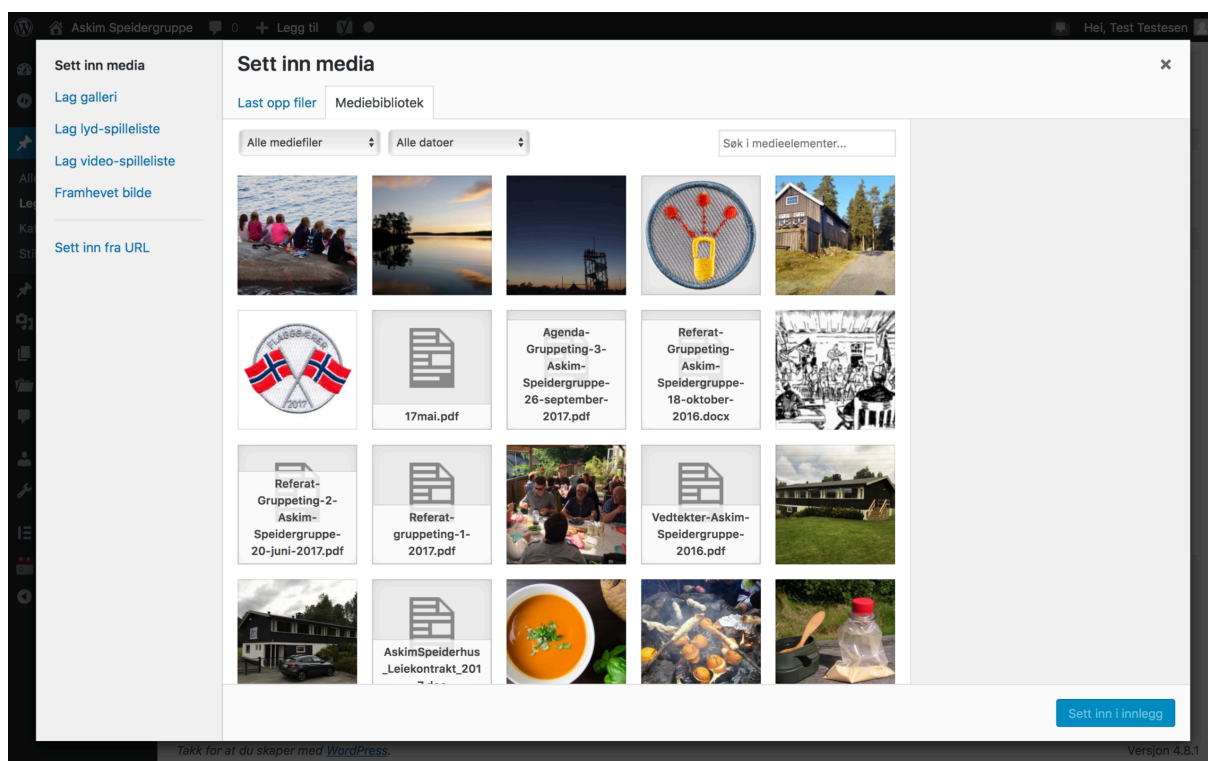 Askim Speidergruppe 0 Legg til
Hei, Test Testesen
Sett inn media
Lag galleri
Lag lyd-spilleliste
Lag video-spilleliste
Framhevet bilde
Sett inn fra URL
Sett inn media
Last opp filer Mediebibliotek
Alle mediefiler Alle datoer Søk i medieelementer...
FLAGGBÆRER
2017
17mai.pdf
Agenda-
Gruppeting-3-
Askim-
Speidergruppe-
26-september-
2017.pdf
Referat-
Gruppeting-
Askim-
Speidergruppe-
18-oktober-
2016.docx
Referat-
Gruppeting-2-
Askim-
Speidergruppe-
20-juni-2017.pdf
Referat-
gruppeting-1-
2017.pdf
Vedtekter-Askim-
Speidergruppe-
2016.pdf
AskimSpeiderhus
_Leiekontrakt_201
Sett inn i innlegg
Takk for at du skaper med WordPress.
Versjon 4.8.1